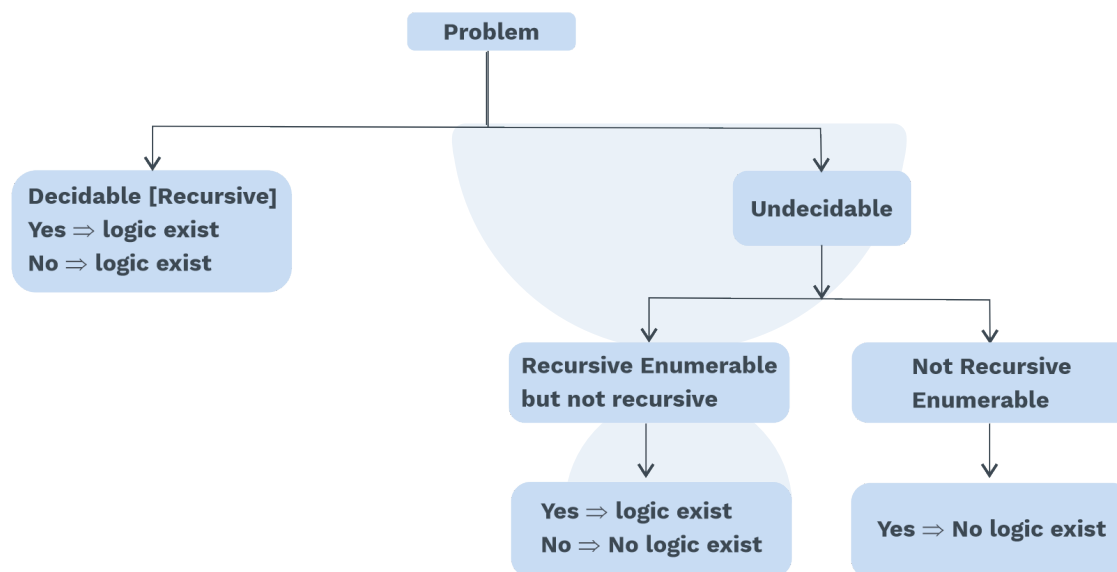 Problem
Decidable [Recursive]
Yes ⇒ logic exist
No ⇒ logic exist
Undecidable
Recursive Enumerable
but not recursive
Not Recursive
Enumerable
Yes ⇒ logic exist
No ⇒ No logic exist
Yes ⇒ No logic exist